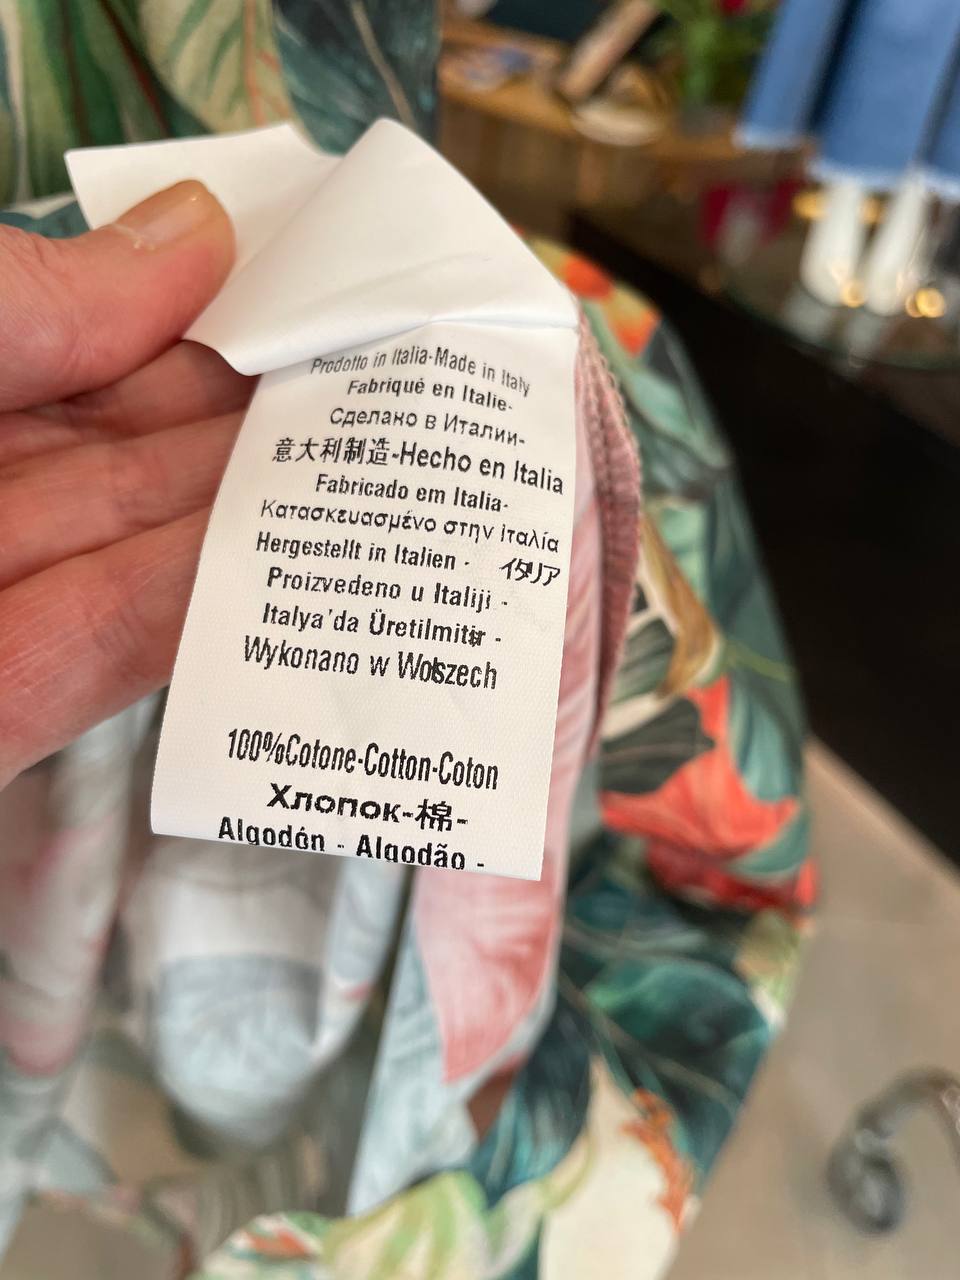 Prodotto in Italia-Made in Italy
Fabriqué en Italie-
Сделано в Италии-
意大利制造-Hecho en Italia
Fabricado em Italia-
Κατασκευασμένο στην Ιταλία
Hergestellt in Italien - イタリア
Proizvedeno u Italiji -
Italya'da Üretilmitir -
Wykonano w Wolszech
100%Cotone-Cotton-Coton
Хлопок-棉-
Algodón - Algodão -